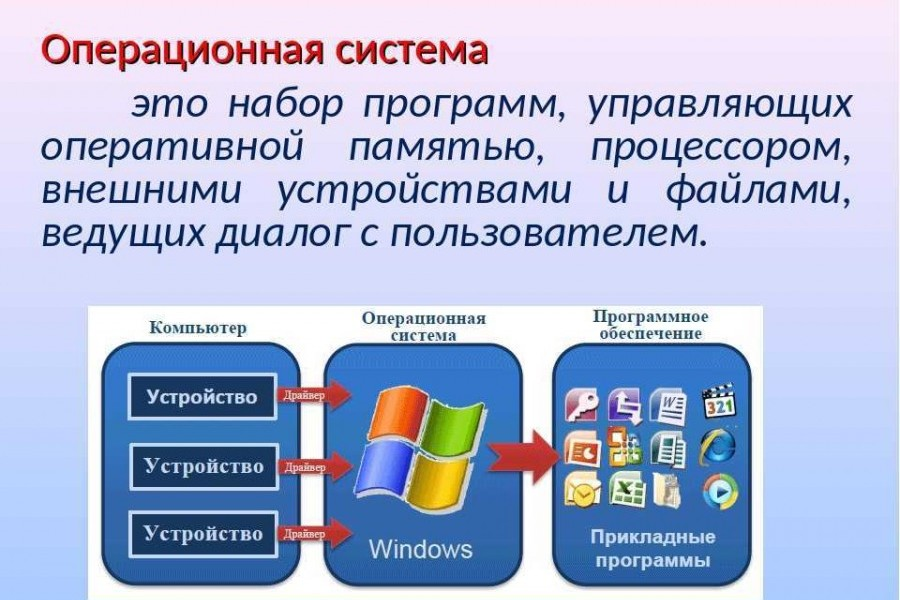 Операционная система
это набор программ, управляющих
оперативной памятью, процессором,
внешними устройствами и файлами,
ведущих диалог с пользователем.
Компьютер
Операционная
система
Программное
обеспечение
Устройство
Драйвер
Устройство
Драйвер
Устройство
Драйвер
Windows
321
Прикладные
программы